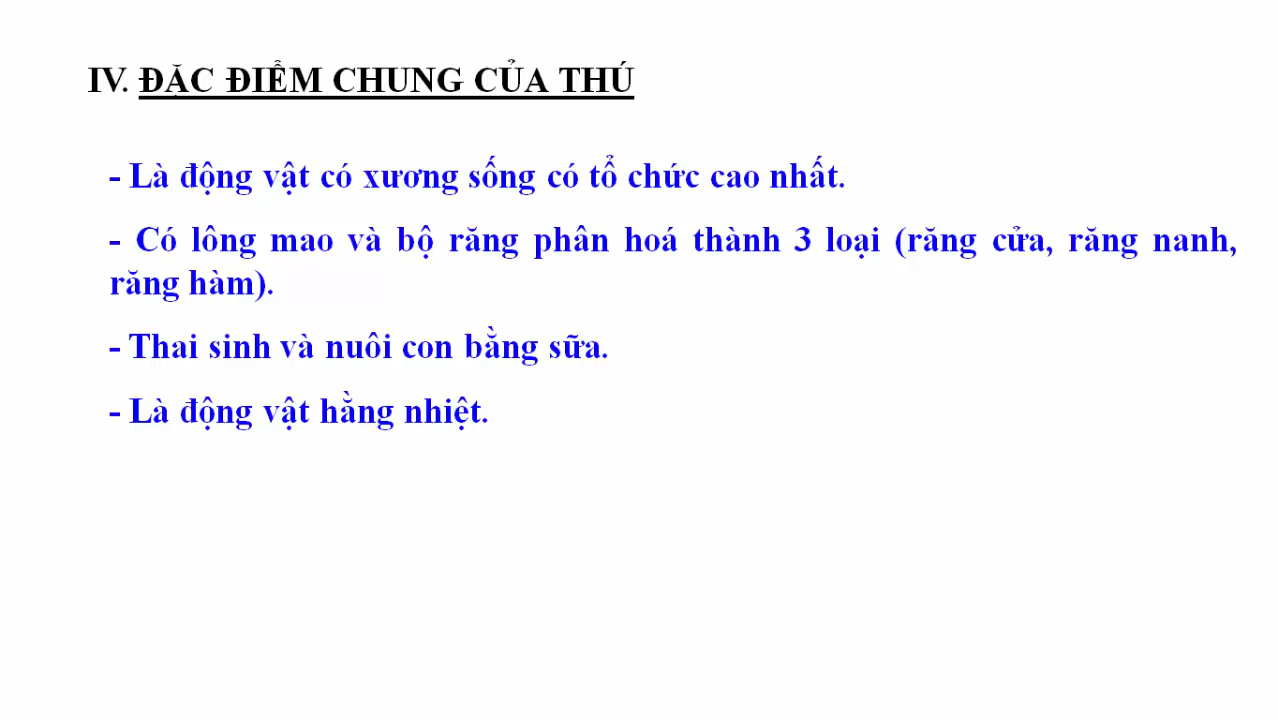 IV. ĐẶC ĐIỂM CHUNG CỦA THÚ
- Là động vật có xương sống có tổ chức cao nhất.
- Có lông mao và bộ răng phân hoá thành 3 loại (răng cửa, răng nanh,
răng hàm).
- Thai sinh và nuôi con bằng sữa.
- Là động vật hằng nhiệt.